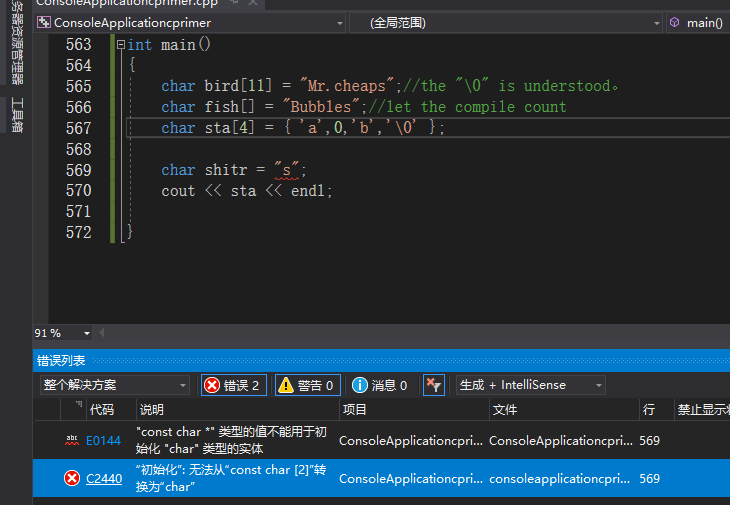 ConsoleApplicationcprimer.cpp
务器资源管理器
工具箱
ConsoleApplicationcprimer
(全局范围)
main()
563 int main()
564 {
565 char bird[11] = "Mr.cheaps";//the "\0" is understood。
566 char fish[] = "Bubbles";//let the compile count
567 char sta[4] = { 'a',0,'b','\0' };
568
569 char shitr = "s";
570 cout << sta << endl;
571
572 }
91 %
错误列表
整个解决方案
错误 2
警告 0
消息 0
生成 + IntelliSense
代码 说明 项目 文件 行 禁止显示
abc E0144 "const char *" 类型的值不能用于初始化 "char" 类型的实体 ConsoleApplicationcpri... ConsoleApplicationcpri... 569
C2440 “初始化”: 无法从“const char [2]”转换为“char” ConsoleApplicationcpri... consoleapplicationcpri... 569